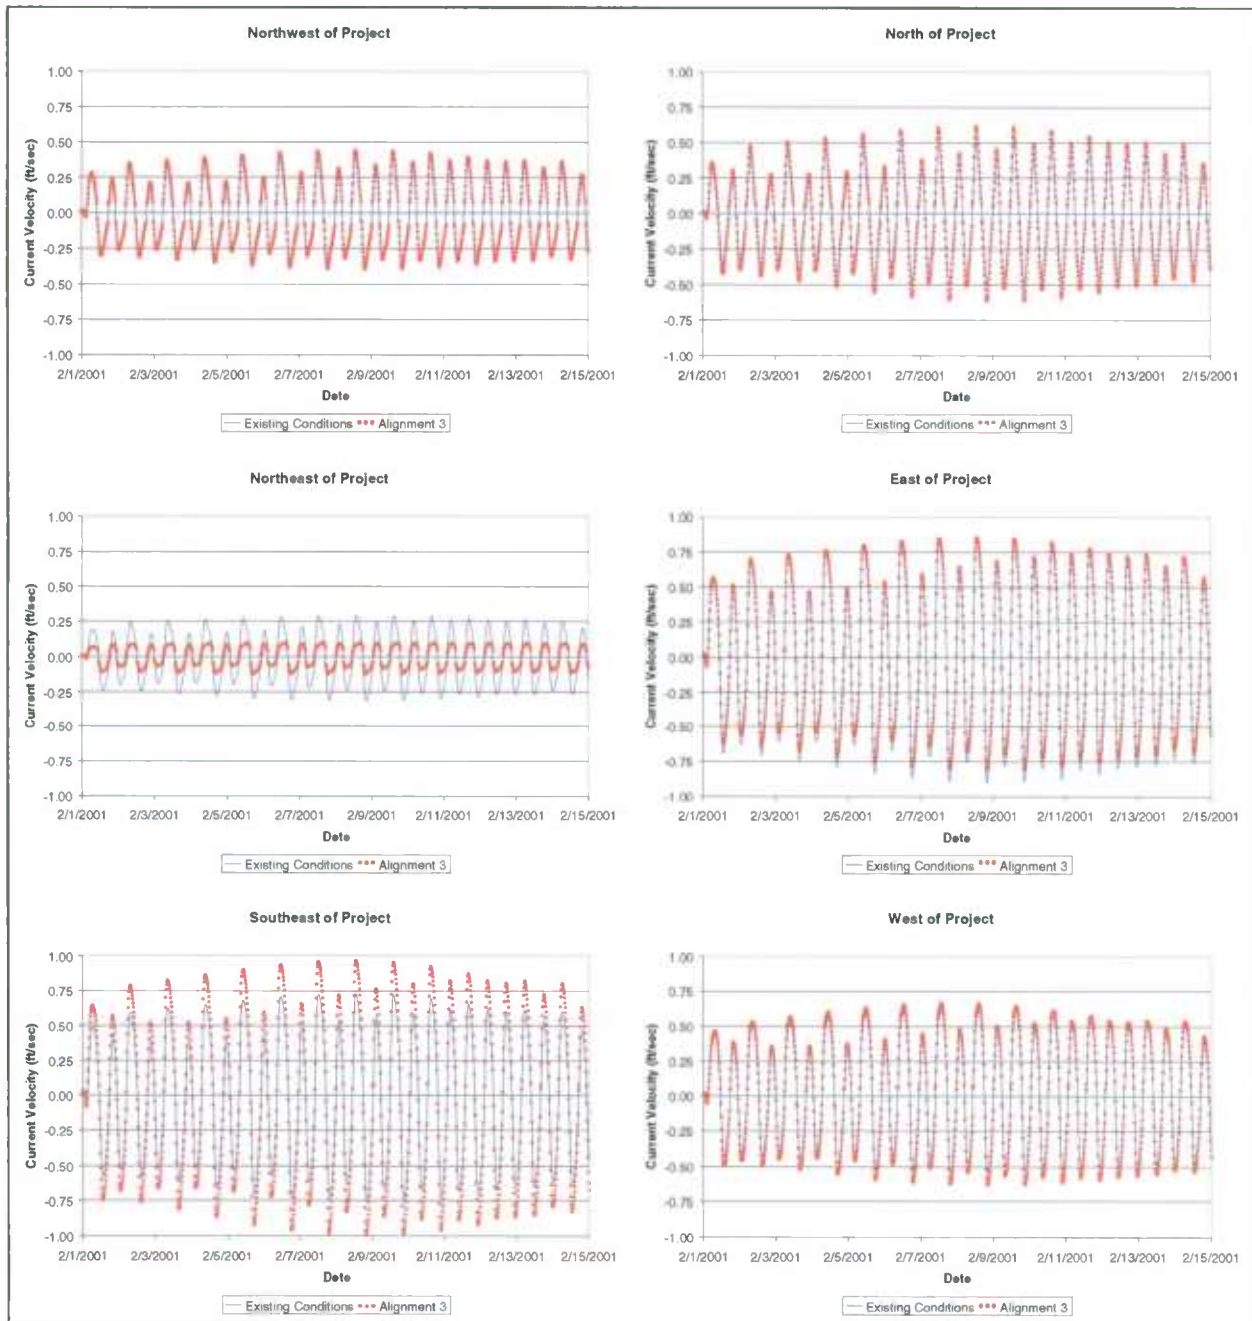 Northwest of Project
Current Velocity (ft/sec)
1.00
0.75
0.50
0.25
0.00
-0.25
-0.50
-0.75
-1.00
2/1/2001 2/3/2001 2/5/2001 2/7/2001 2/9/2001 2/11/2001 2/13/2001 2/15/2001
Date
Existing Conditions Alignment 3
North of Project
Current Velocity (ft/sec)
1.00
0.75
0.50
0.25
0.00
-0.25
-0.50
-0.75
-1.00
2/1/2001 2/3/2001 2/5/2001 2/7/2001 2/9/2001 2/11/2001 2/13/2001 2/15/2001
Date
Existing Conditions Alignment 3
Northeast of Project
Current Velocity (ft/sec)
1.00
0.75
0.50
0.25
0.00
-0.25
-0.50
-0.75
-1.00
2/1/2001 2/3/2001 2/5/2001 2/7/2001 2/9/2001 2/11/2001 2/13/2001 2/15/2001
Date
Existing Conditions Alignment 3
East of Project
Current Velocity (ft/sec)
1.00
0.75
0.50
0.25
0.00
-0.25
-0.50
-0.75
-1.00
2/1/2001 2/3/2001 2/5/2001 2/7/2001 2/9/2001 2/11/2001 2/13/2001 2/15/2001
Date
Existing Conditions Alignment 3
Southeast of Project
Current Velocity (ft/sec)
1.00
0.75
0.50
0.25
0.00
-0.25
-0.50
-0.75
-1.00
2/1/2001 2/3/2001 2/5/2001 2/7/2001 2/9/2001 2/11/2001 2/13/2001 2/15/2001
Date
Existing Conditions Alignment 3
West of Project
Current Velocity (ft/sec)
1.00
0.75
0.50
0.25
0.00
-0.25
-0.50
-0.75
-1.00
2/1/2001 2/3/2001 2/5/2001 2/7/2001 2/9/2001 2/11/2001 2/13/2001 2/15/2001
Date
Existing Conditions Alignment 3